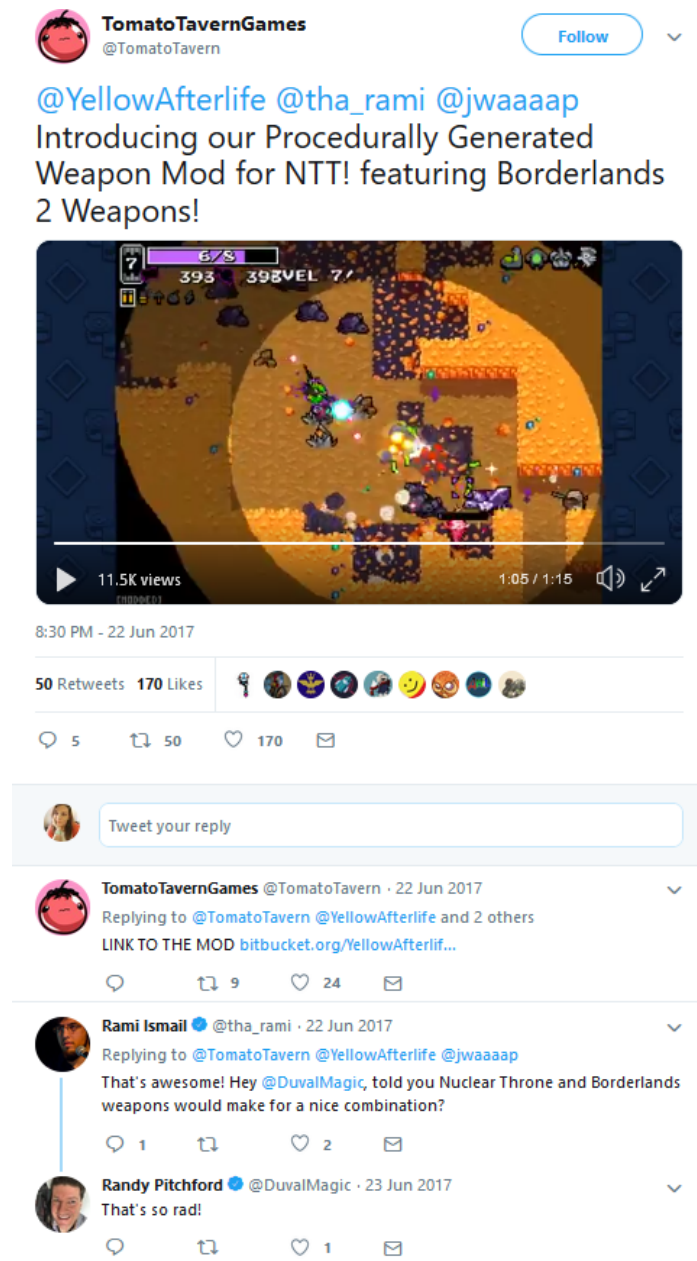 TomatoTavernGames
@TomatoTavern
Follow
@YellowAfterlife @tha_rami @jwaaaap
Introducing our Procedurally Generated
Weapon Mod for NTT! featuring Borderlands
2 Weapons!
7
6/8
393
398VEL 7/
11.5K views
1:05 / 1:15
[MODDED]
8:30 PM - 22 Jun 2017
50 Retweets 170 Likes
5 50 170
Tweet your reply
TomatoTavernGames @TomatoTavern · 22 Jun 2017
Replying to @TomatoTavern @YellowAfterlife and 2 others
LINK TO THE MOD bitbucket.org/YellowAfterlif...
9 24
Rami Ismail @tha_rami · 22 Jun 2017
Replying to @TomatoTavern @YellowAfterlife @jwaaaap
That's awesome! Hey @DuvalMagic, told you Nuclear Throne and Borderlands
weapons would make for a nice combination?
1 2
Randy Pitchford @DuvalMagic · 23 Jun 2017
That's so rad!
1